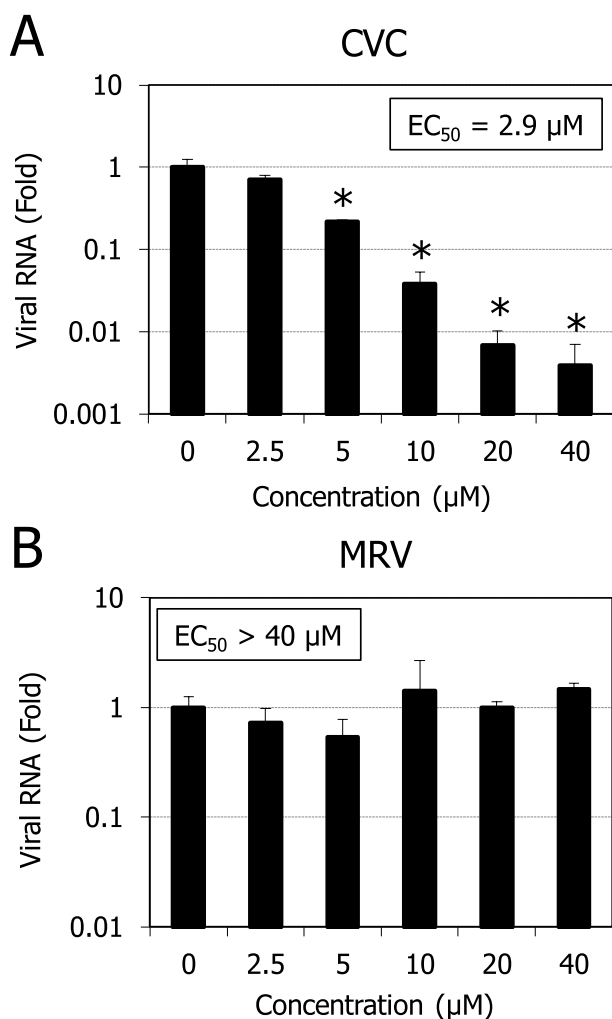 A
CVC
10
1
0.1
0.01
0.001
Viral RNA (Fold)
EC₅₀ = 2.9 µM
*
*
*
*
0 2.5 5 10 20 40
Concentration (µM)
B
MRV
10
1
0.1
0.01
Viral RNA (Fold)
EC₅₀ > 40 µM
0 2.5 5 10 20 40
Concentration (µM)